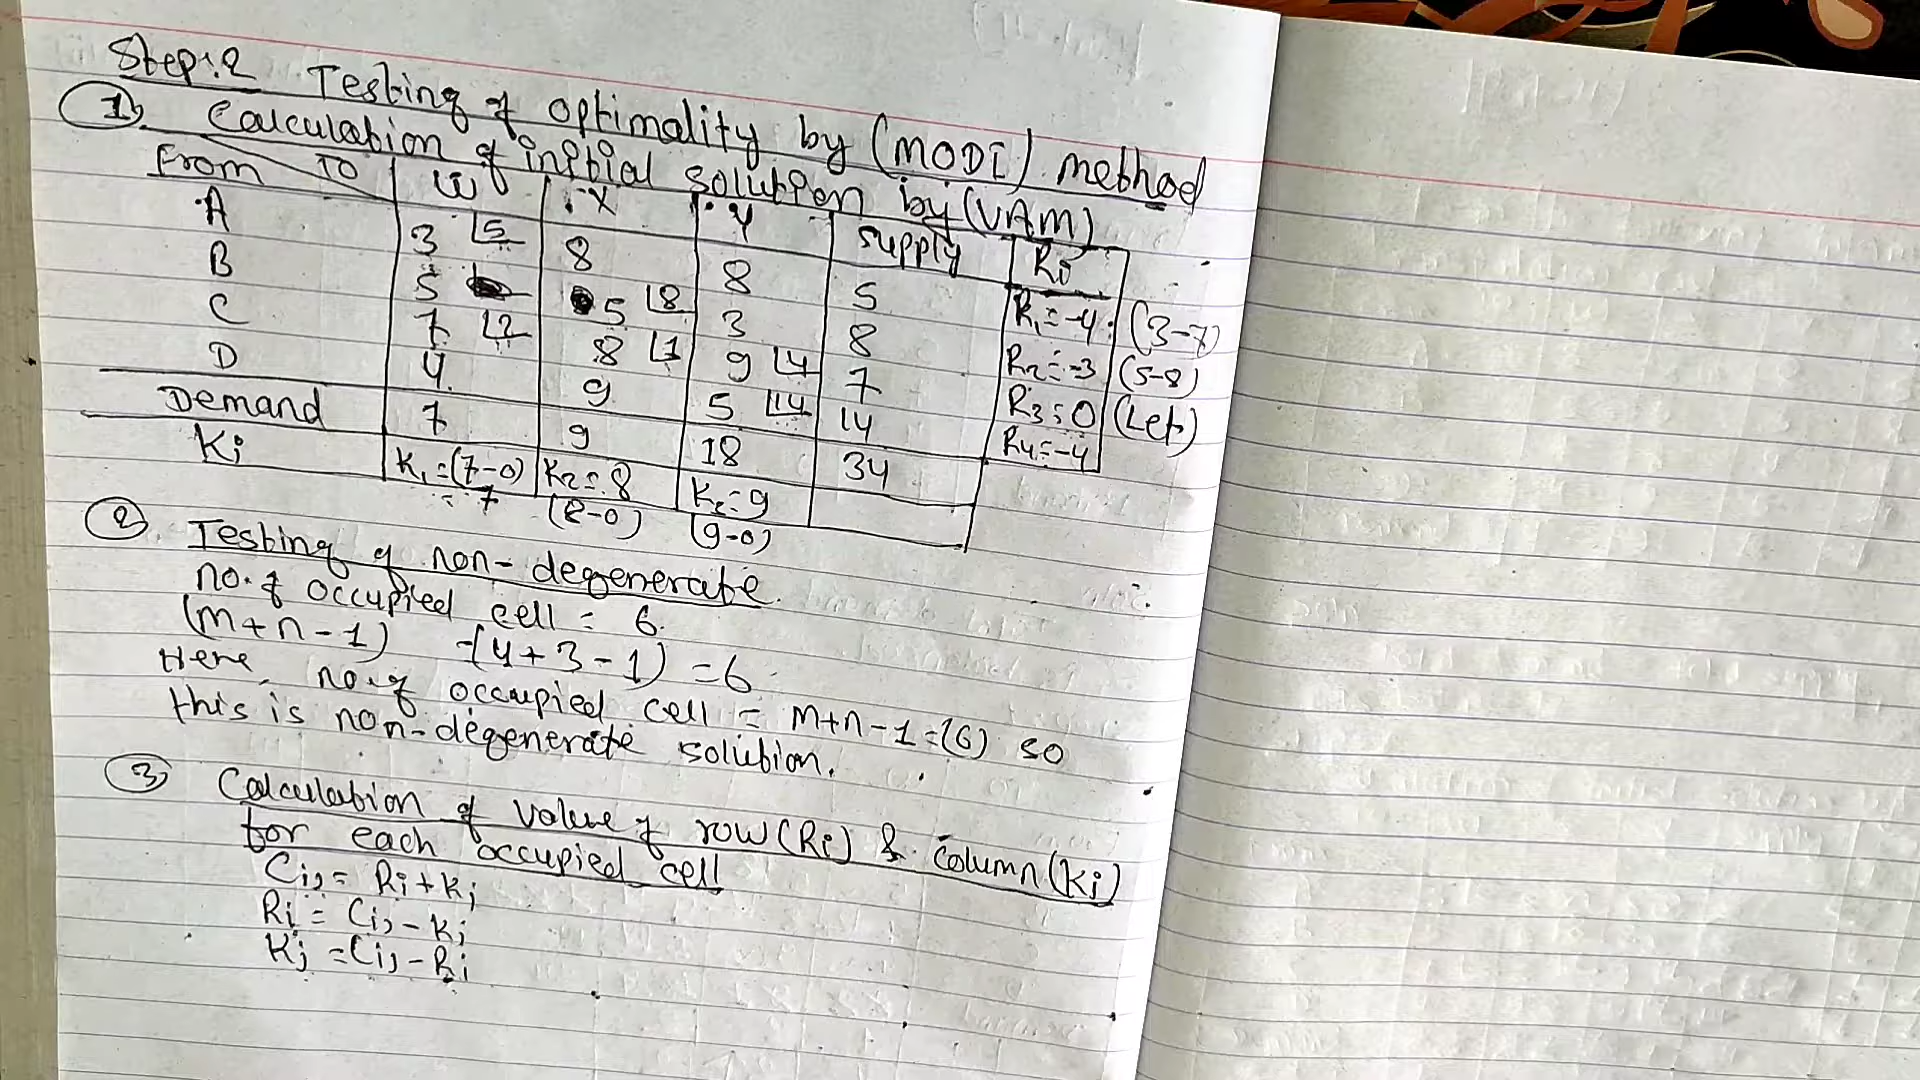 Step:2 Testing of optimality by (MODI) method
1) Calculation of initial solution by (VAM)
From TO W X Y supply Ri
A 3 5 8 8 5 R1=-4 (3-7)
B 5 5 8 3 8 R2=-3 (5-8)
C 7 2 8 1 9 4 7 R3=0 (Let)
D 4 9 5 14 14 R4=-4
Demand 7 9 18 34
Kj K1=(7-0) K2=8 K3=9
=7 (8-0) (9-0)
2) Testing of non-degenerate
no. of occupied cell = 6
(m+n-1) =(4+3-1) =6
Here, no. of occupied cell = m+n-1=(6) so
this is non-degenerate solution.
3) Calculation of value of row (Ri) & column (Kj)
for each occupied cell
Cij = Ri+Kj
Ri = Cij-Kj
Kj = Cij-Ri